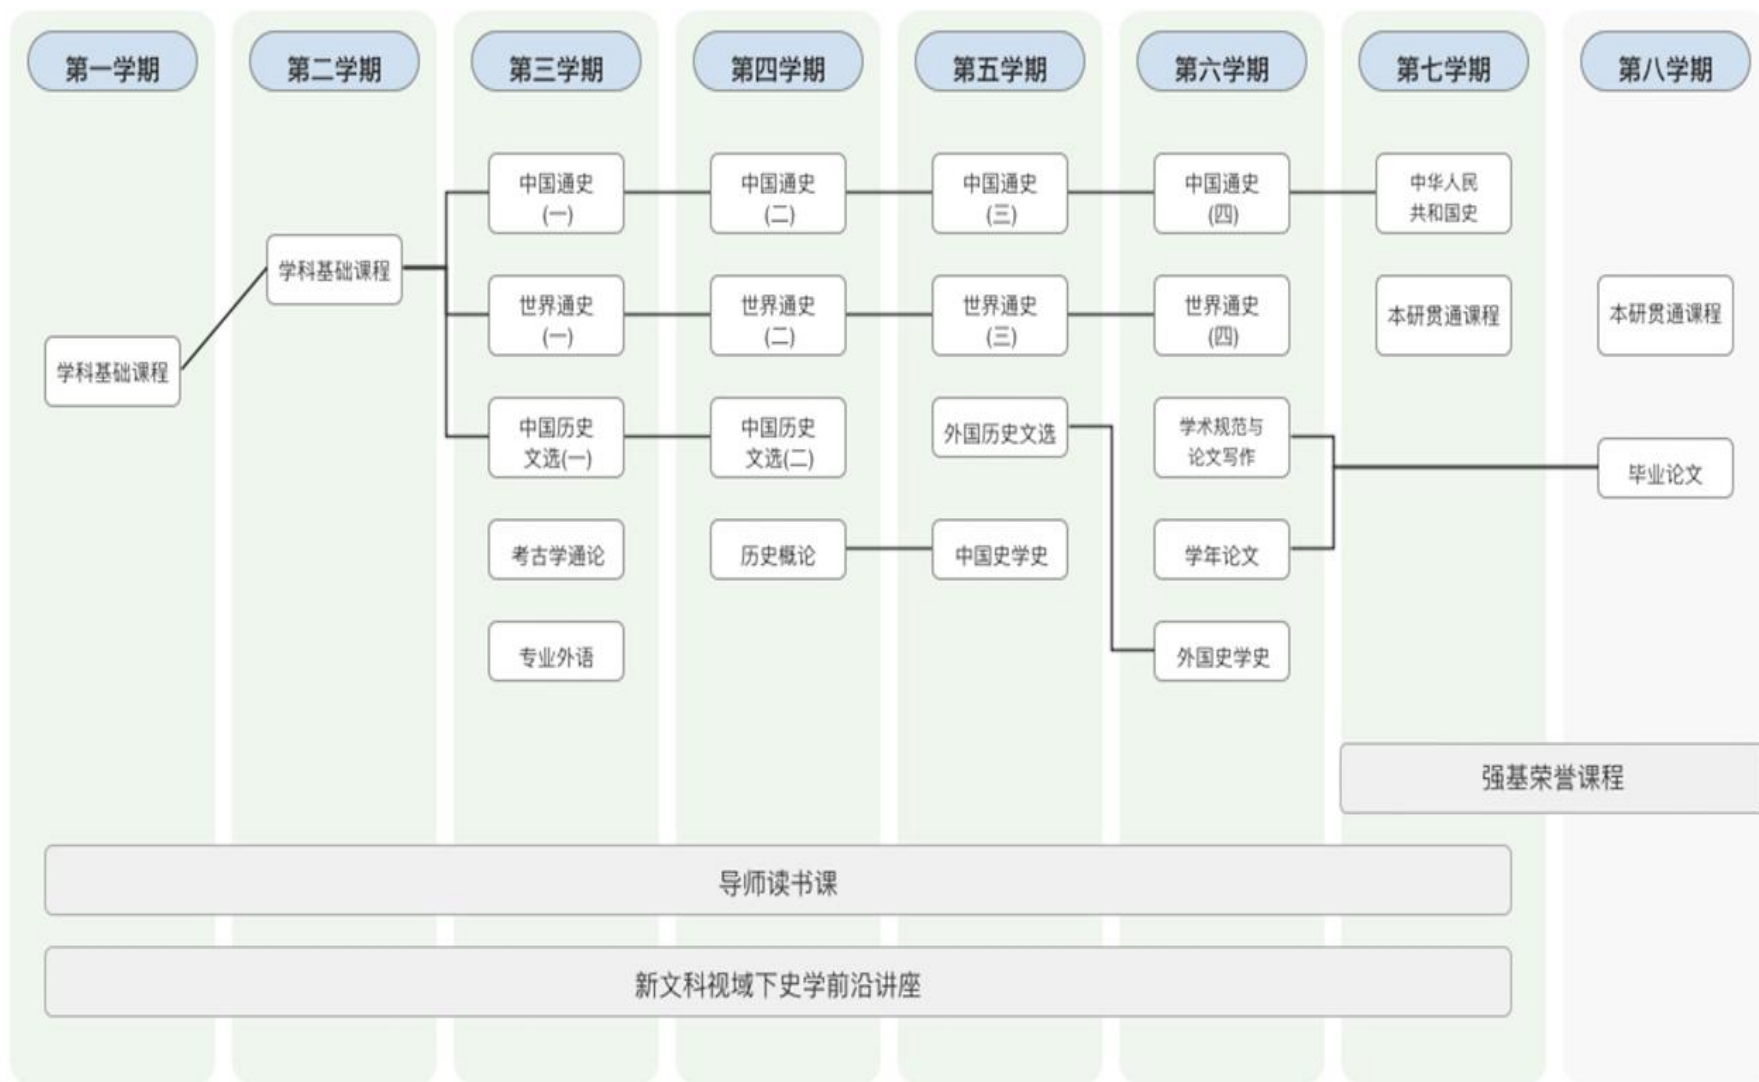 第一学期
第二学期
第三学期
第四学期
第五学期
第六学期
第七学期
第八学期
中国通史
(一)
中国通史
(二)
中国通史
(三)
中国通史
(四)
中华人民
共和国史
学科基础课程
世界通史
(一)
世界通史
(二)
世界通史
(三)
世界通史
(四)
本研贯通课程
本研贯通课程
学科基础课程
中国历史
文选(一)
中国历史
文选(二)
外国历史文选
学术规范与
论文写作
毕业论文
考古学通论
历史概论
中国史学史
学年论文
专业外语
外国史学史
强基荣誉课程
导师读书课
新文科视域下史学前沿讲座